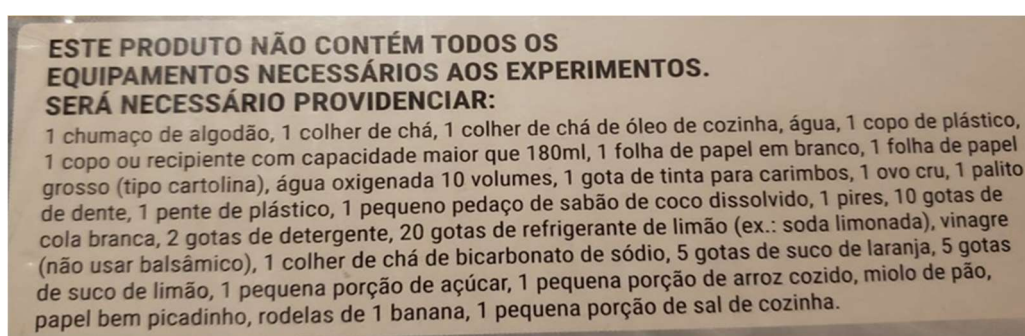 ESTE PRODUTO NÃO CONTÉM TODOS OS
EQUIPAMENTOS NECESSÁRIOS AOS EXPERIMENTOS.
SERÁ NECESSÁRIO PROVIDENCIAR:
1 chumaço de algodão, 1 colher de chá, 1 colher de chá de óleo de cozinha, água, 1 copo de plástico,
1 copo ou recipiente com capacidade maior que 180ml, 1 folha de papel em branco, 1 folha de papel
grosso (tipo cartolina), água oxigenada 10 volumes, 1 gota de tinta para carimbos, 1 ovo cru, 1 palito
de dente, 1 pente de plástico, 1 pequeno pedaço de sabão de coco dissolvido, 1 pires, 10 gotas de
cola branca, 2 gotas de detergente, 20 gotas de refrigerante de limão (ex.: soda limonada), vinagre
(não usar balsâmico), 1 colher de chá de bicarbonato de sódio, 5 gotas de suco de laranja, 5 gotas
de suco de limão, 1 pequena porção de açúcar, 1 pequena porção de arroz cozido, miolo de pão,
papel bem picadinho, rodelas de 1 banana, 1 pequena porção de sal de cozinha.